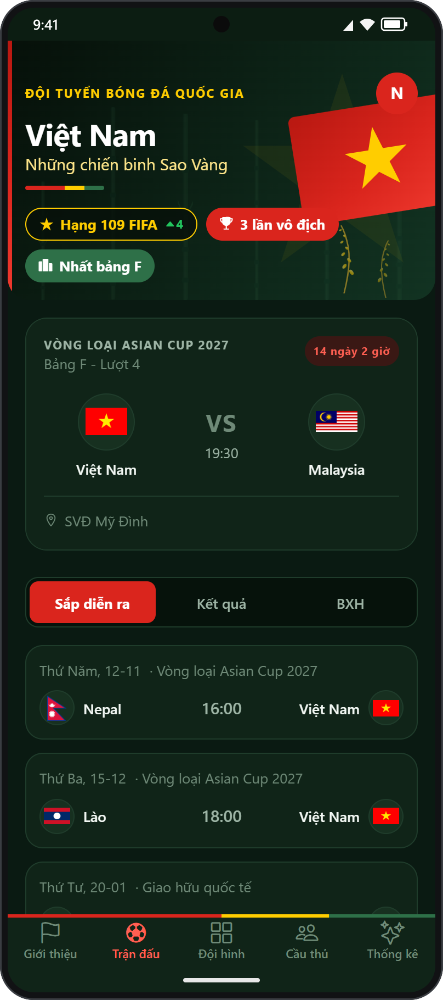 9:41
ĐỘI TUYỂN BÓNG ĐÁ QUỐC GIA
N
Việt Nam
Những chiến binh Sao Vàng
Hạng 109 FIFA 4
3 lần vô địch
Nhất bảng F
VÒNG LOẠI ASIAN CUP 2027
14 ngày 2 giờ
Bảng F - Lượt 4
VS
19:30
Việt Nam
Malaysia
SVĐ Mỹ Đình
Sắp diễn ra
Kết quả
BXH
Thứ Năm, 12-11 · Vòng loại Asian Cup 2027
Nepal 16:00 Việt Nam
Thứ Ba, 15-12 · Vòng loại Asian Cup 2027
Lào 18:00 Việt Nam
Thứ Tư, 20-01 · Giao hữu quốc tế
Giới thiệu
Trận đấu
Đội hình
Cầu thủ
Thống kê